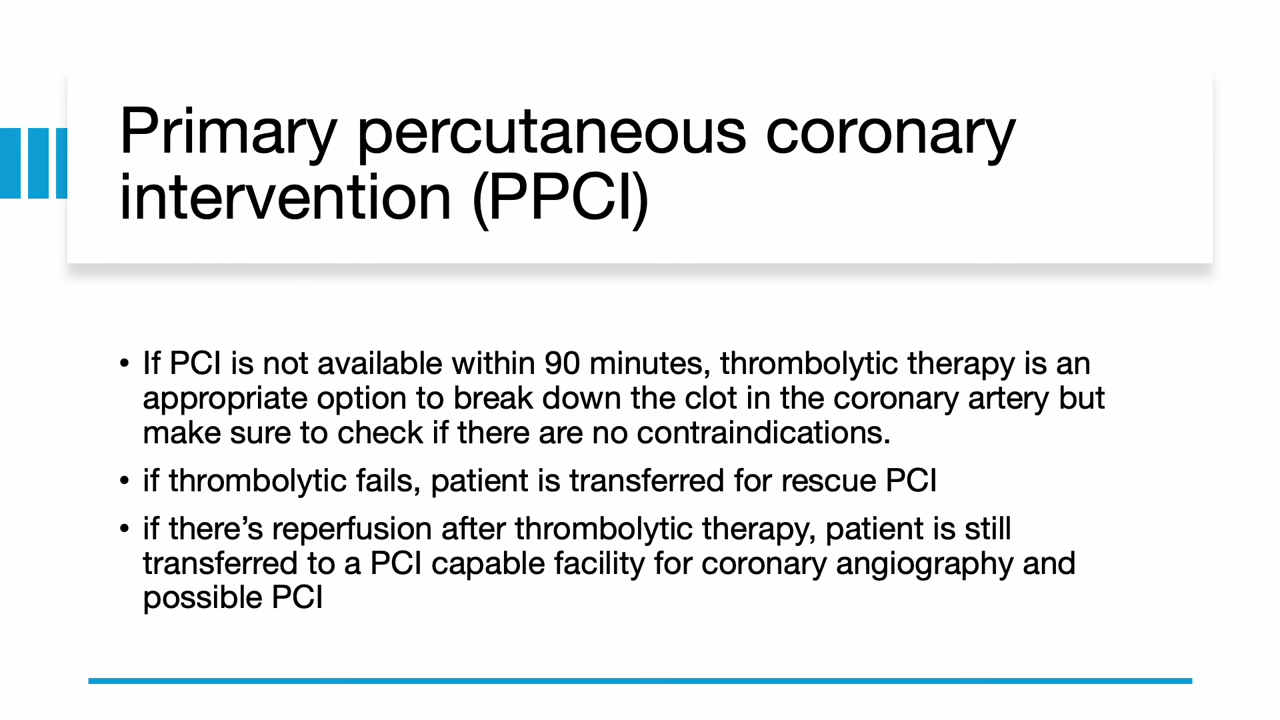 Primary percutaneous coronary
intervention (PPCI)
• If PCI is not available within 90 minutes, thrombolytic therapy is an
appropriate option to break down the clot in the coronary artery but
make sure to check if there are no contraindications.
• if thrombolytic fails, patient is transferred for rescue PCI
• if there’s reperfusion after thrombolytic therapy, patient is still
transferred to a PCI capable facility for coronary angiography and
possible PCI